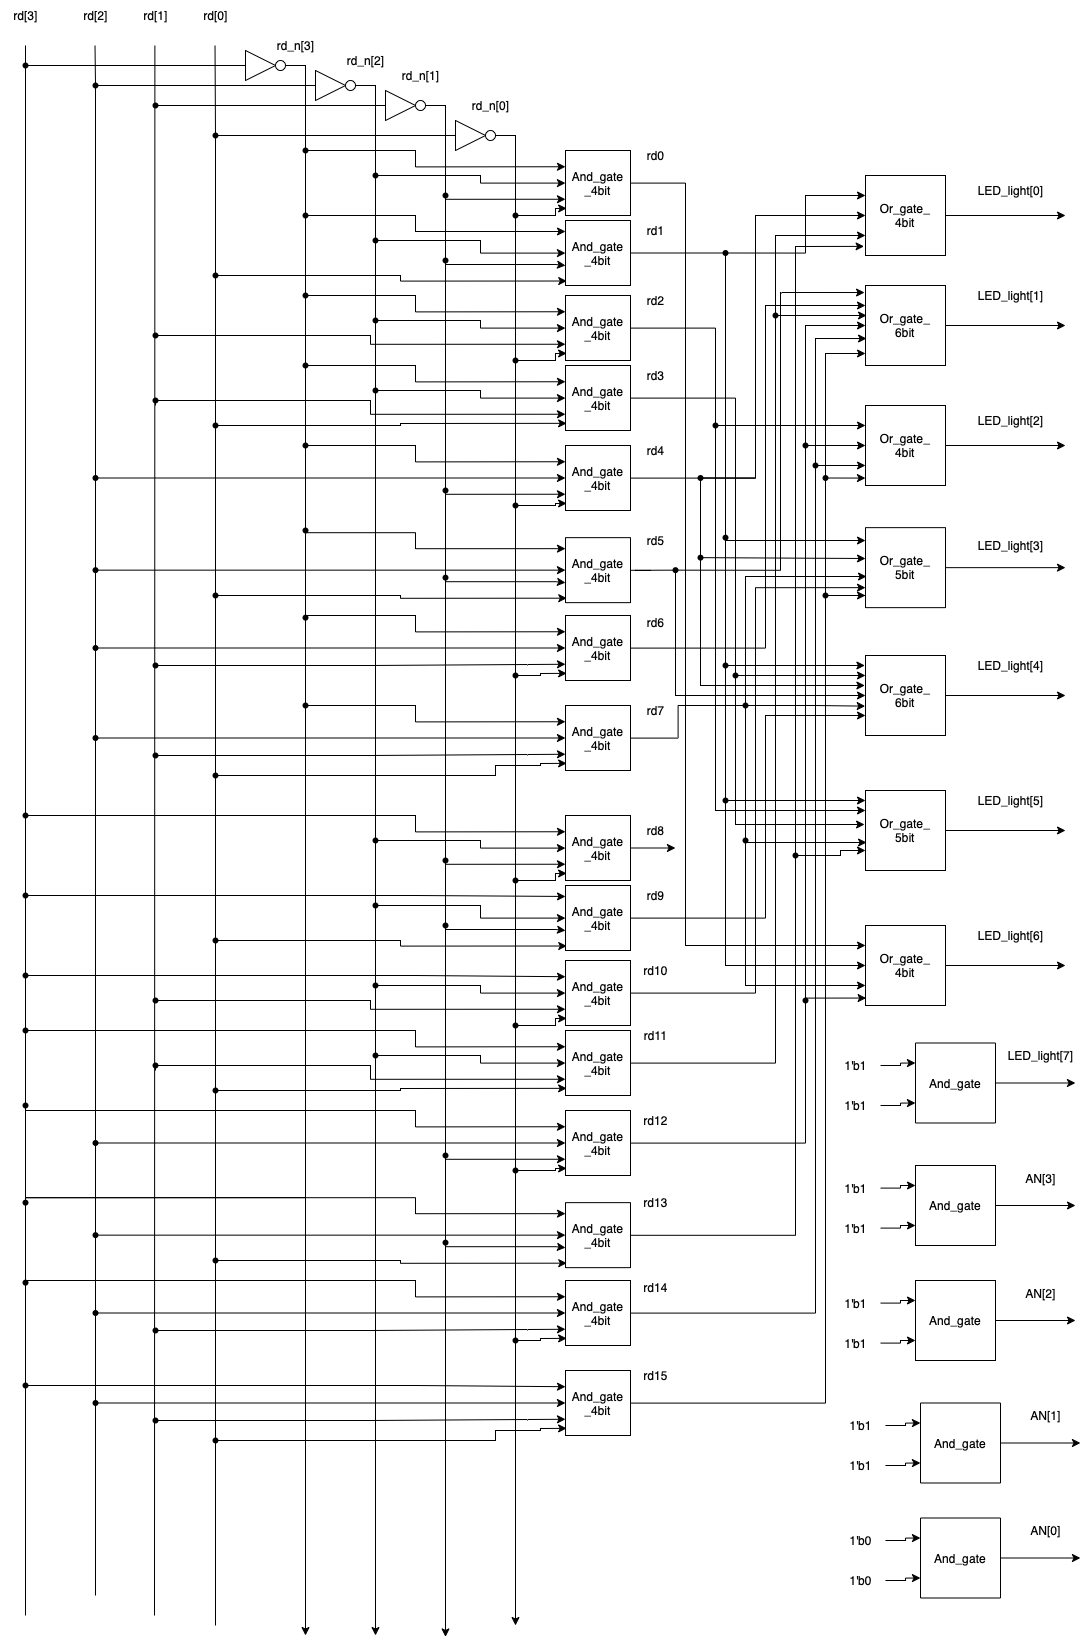 rd[3] rd[2] rd[1] rd[0]
rd_n[3]
rd_n[2]
rd_n[1]
rd_n[0]
And_gate
_4bit
rd0
And_gate
_4bit
rd1
And_gate
_4bit
rd2
And_gate
_4bit
rd3
And_gate
_4bit
rd4
And_gate
_4bit
rd5
And_gate
_4bit
rd6
And_gate
_4bit
rd7
And_gate
_4bit
rd8
And_gate
_4bit
rd9
And_gate
_4bit
rd10
And_gate
_4bit
rd11
And_gate
_4bit
rd12
And_gate
_4bit
rd13
And_gate
_4bit
rd14
And_gate
_4bit
rd15
Or_gate_
4bit
LED_light[0]
Or_gate_
6bit
LED_light[1]
Or_gate_
4bit
LED_light[2]
Or_gate_
5bit
LED_light[3]
Or_gate_
6bit
LED_light[4]
Or_gate_
5bit
LED_light[5]
Or_gate_
4bit
LED_light[6]
1'b1
1'b1
And_gate
LED_light[7]
1'b1
1'b1
And_gate
AN[3]
1'b1
1'b1
And_gate
AN[2]
1'b1
1'b1
And_gate
AN[1]
1'b0
1'b0
And_gate
AN[0]